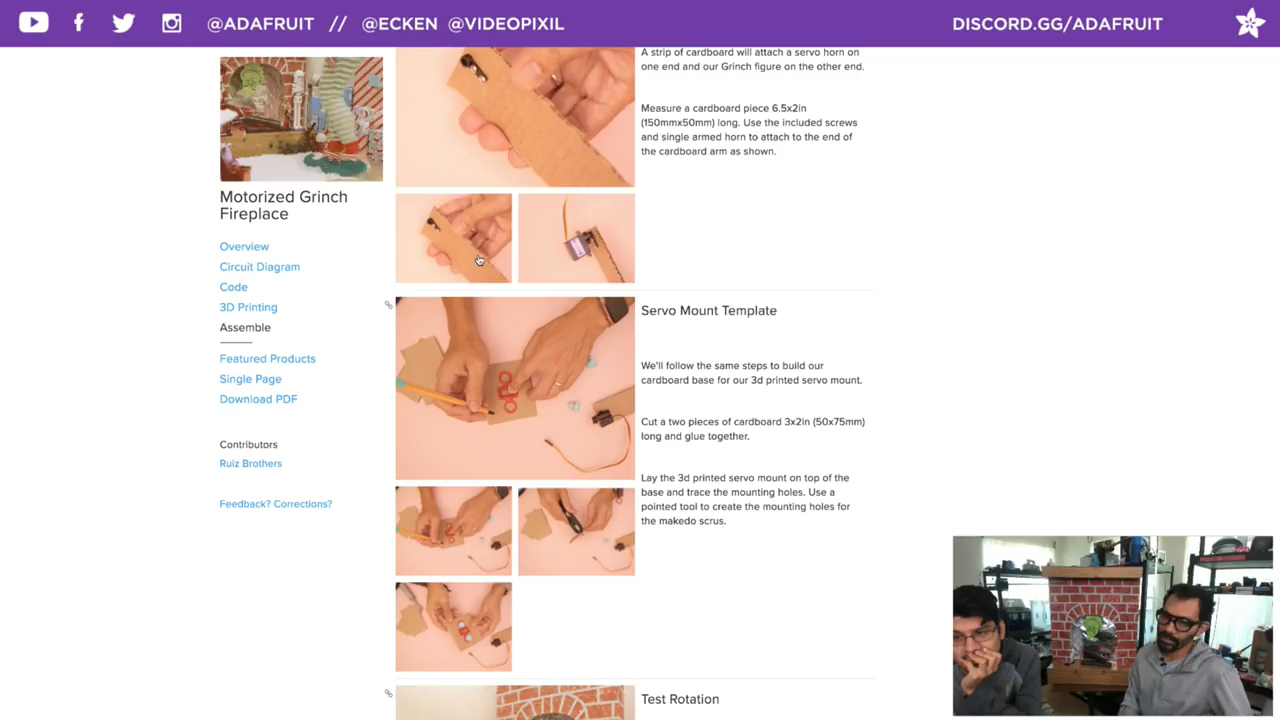 @ADAFRUIT // @ECKEN @VIDEOPIXIL
DISCORD.GG/ADAFRUIT
Motorized Grinch
Fireplace
Overview
Circuit Diagram
Code
3D Printing
Assemble
Featured Products
Single Page
Download PDF
Contributors
Ruiz Brothers
Feedback? Corrections?
A strip of cardboard will attach a servo horn on
one end and our Grinch figure on the other end.
Measure a cardboard piece 6.5x2in
(150mmx50mm) long. Use the included screws
and single armed horn to attach to the end of
the cardboard arm as shown.
Servo Mount Template
We'll follow the same steps to build our
cardboard base for our 3d printed servo mount.
Cut a two pieces of cardboard 3x2in (50x75mm)
long and glue together.
Lay the 3d printed servo mount on top of the
base and trace the mounting holes. Use a
pointed tool to create the mounting holes for
the makedo scrus.
Test Rotation